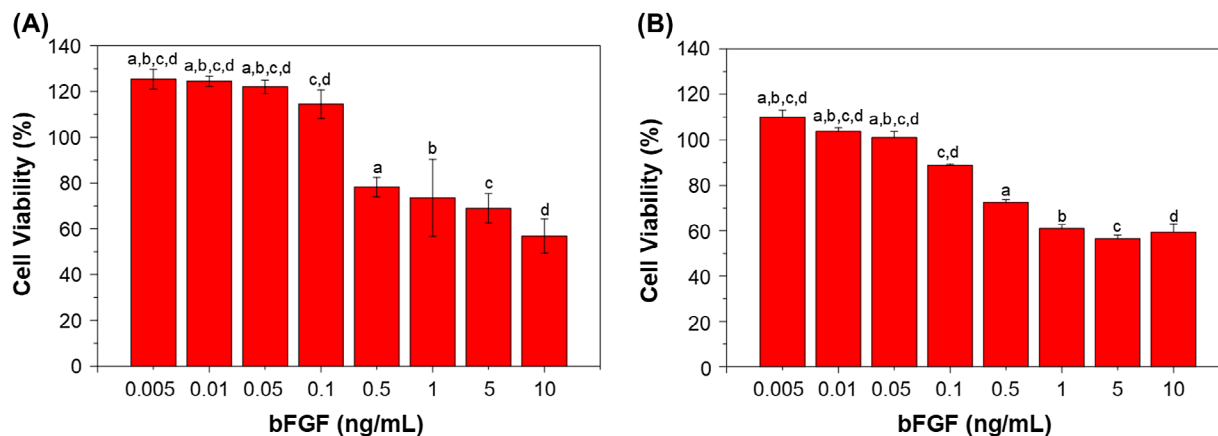 (A)
140
120
100
80
60
40
20
0
Cell Viability (%)
a,b,c,d
a,b,c,d
a,b,c,d
c,d
a
b
c
d
0.005 0.01 0.05 0.1 0.5 1 5 10
bFGF (ng/mL)
(B)
140
120
100
80
60
40
20
0
Cell Viability (%)
a,b,c,d
a,b,c,d
a,b,c,d
c,d
a
b
c
d
0.005 0.01 0.05 0.1 0.5 1 5 10
bFGF (ng/mL)